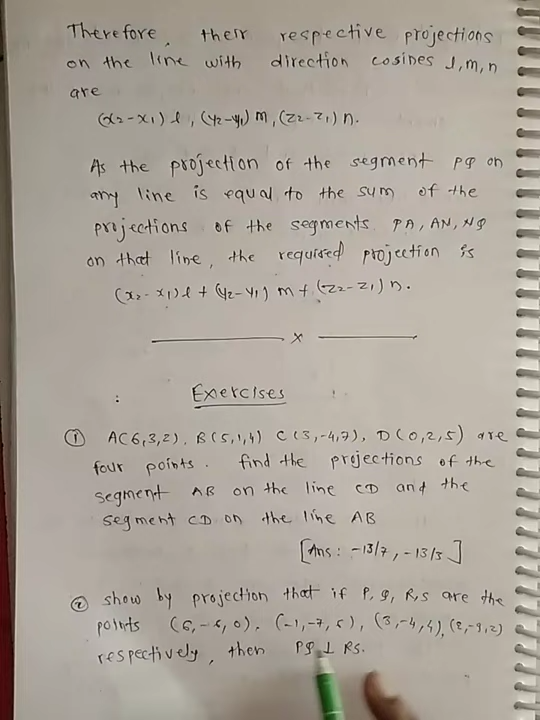 Therefore, their respective projections
on the line with direction cosines l, m, n
are
(x2-x1) l, (y2-y1) m, (z2-z1) n.
As the projection of the segment PQ on
any line is equal to the sum of the
projections of the segments PA, AN, NQ
on that line, the required projection is
(x2-x1) l + (y2-y1) m + (z2-z1) n.
x
Exercises
① A(6,3,2), B(5,1,4) C(3,-4,7), D(0,2,5) are
four points. find the projections of the
segment AB on the line CD and the
segment CD on the line AB
[Ans: -13/7, -13/3]
② show by projection that if P, Q, R, S are the
points (6,-6,0), (-1,-7,6), (3,-4,4), (2,-9,2)
respectively, then PQ ⊥ RS.